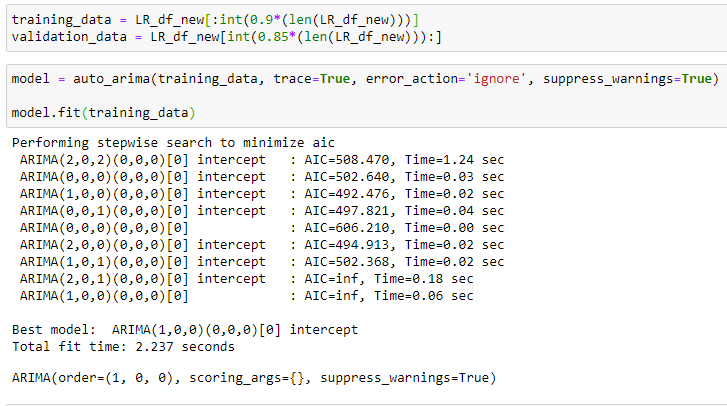 training_data = LR_df_new[:int(0.9*(len(LR_df_new)))]
validation_data = LR_df_new[int(0.85*(len(LR_df_new))):]
model = auto_arima(training_data, trace=True, error_action='ignore', suppress_warnings=True)
model.fit(training_data)
Performing stepwise search to minimize aic
ARIMA(2,0,2)(0,0,0)[0] intercept   : AIC=508.470, Time=1.24 sec
ARIMA(0,0,0)(0,0,0)[0] intercept   : AIC=502.640, Time=0.03 sec
ARIMA(1,0,0)(0,0,0)[0] intercept   : AIC=492.476, Time=0.02 sec
ARIMA(0,0,1)(0,0,0)[0] intercept   : AIC=497.821, Time=0.04 sec
ARIMA(0,0,0)(0,0,0)[0]             : AIC=606.210, Time=0.00 sec
ARIMA(2,0,0)(0,0,0)[0] intercept   : AIC=494.913, Time=0.02 sec
ARIMA(1,0,1)(0,0,0)[0] intercept   : AIC=502.368, Time=0.02 sec
ARIMA(2,0,1)(0,0,0)[0] intercept   : AIC=inf, Time=0.18 sec
ARIMA(1,0,0)(0,0,0)[0]             : AIC=inf, Time=0.06 sec
Best model:  ARIMA(1,0,0)(0,0,0)[0] intercept
Total fit time: 2.237 seconds
ARIMA(order=(1, 0, 0), scoring_args={}, suppress_warnings=True)